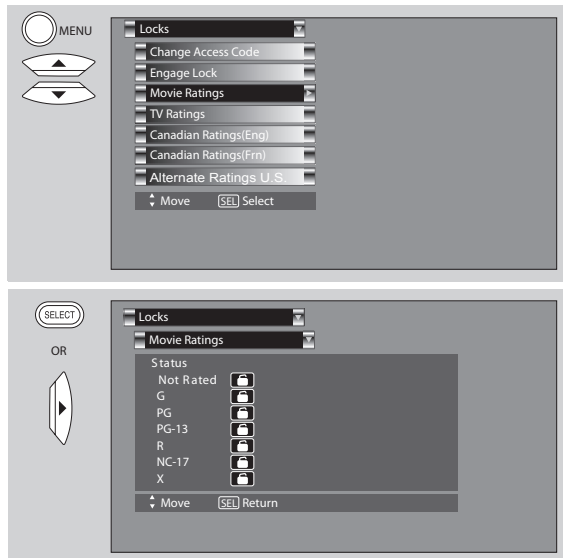 MENU
Locks
Change Access Code
Engage Lock
Movie Ratings
TV Ratings
Canadian Ratings(Eng)
Canadian Ratings(Frn)
Alternate Ratings U.S.
Move SEL Select
SELECT
OR
Locks
Movie Ratings
Status
Not Rated
G
PG
PG-13
R
NC-17
X
Move SEL Return